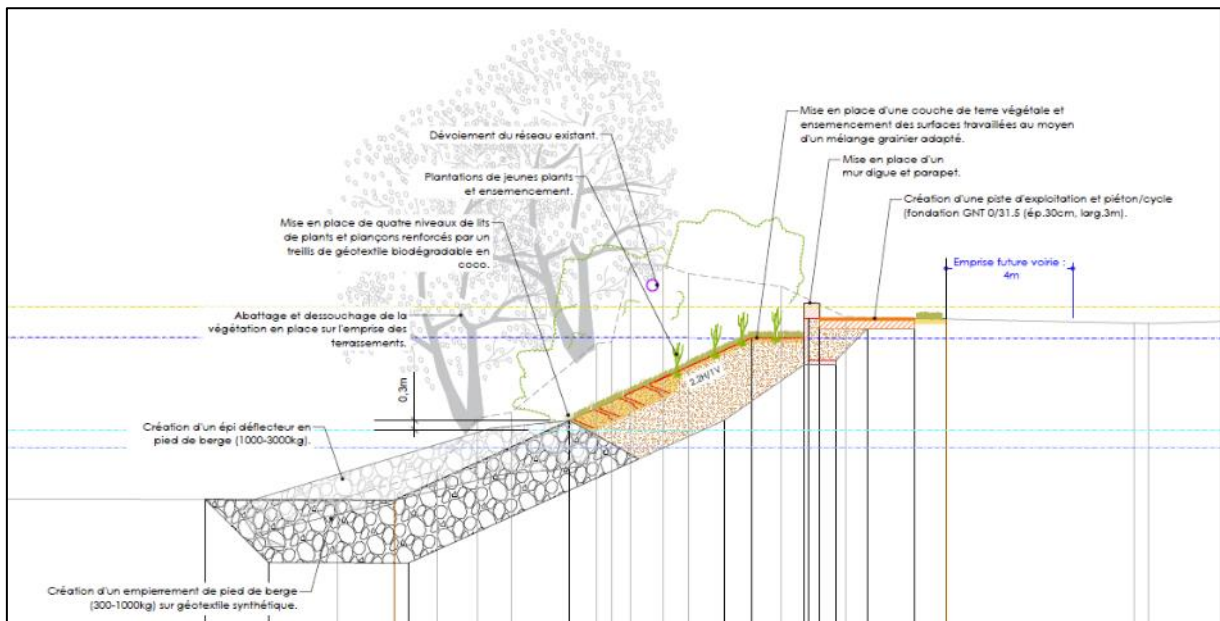 Dévoiement du réseau existant.
Plantations de jeunes plants
et ensemencement.
Mise en place de quatre niveaux de lits
de plants et plançons renforcés par un
treillis de géotextile biodégradable en
coco.
Abattage et dessouchage de la
végétation en place sur l'emprise des
terrassements.
0,3m
Création d'un épi déflecteur en
pied de berge (1000-3000kg).
Création d'un empierrement de pied de berge
(300-1000kg) sur géotextile synthétique.
Mise en place d'une couche de terre végétale et
ensemencement des surfaces travaillées au moyen
d'un mélange grainier adapté.
Mise en place d'un
mur digue et parapet.
Création d'une piste d'exploitation et piéton/cycle
(fondation GNT 0/31.5 (ép.30cm, larg.3m).
Emprise future voirie :
4m
2.2H/1V